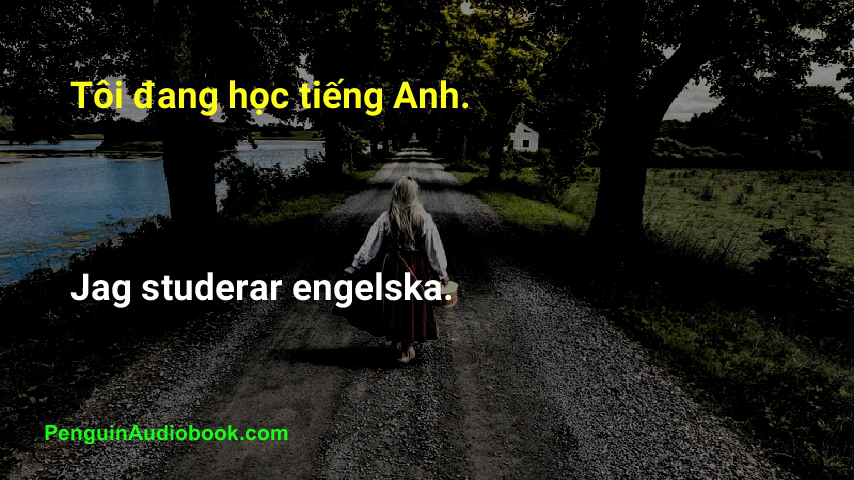 Tôi đang học tiếng Anh.
Jag studerar engelska.
PenguinAudiobook.com